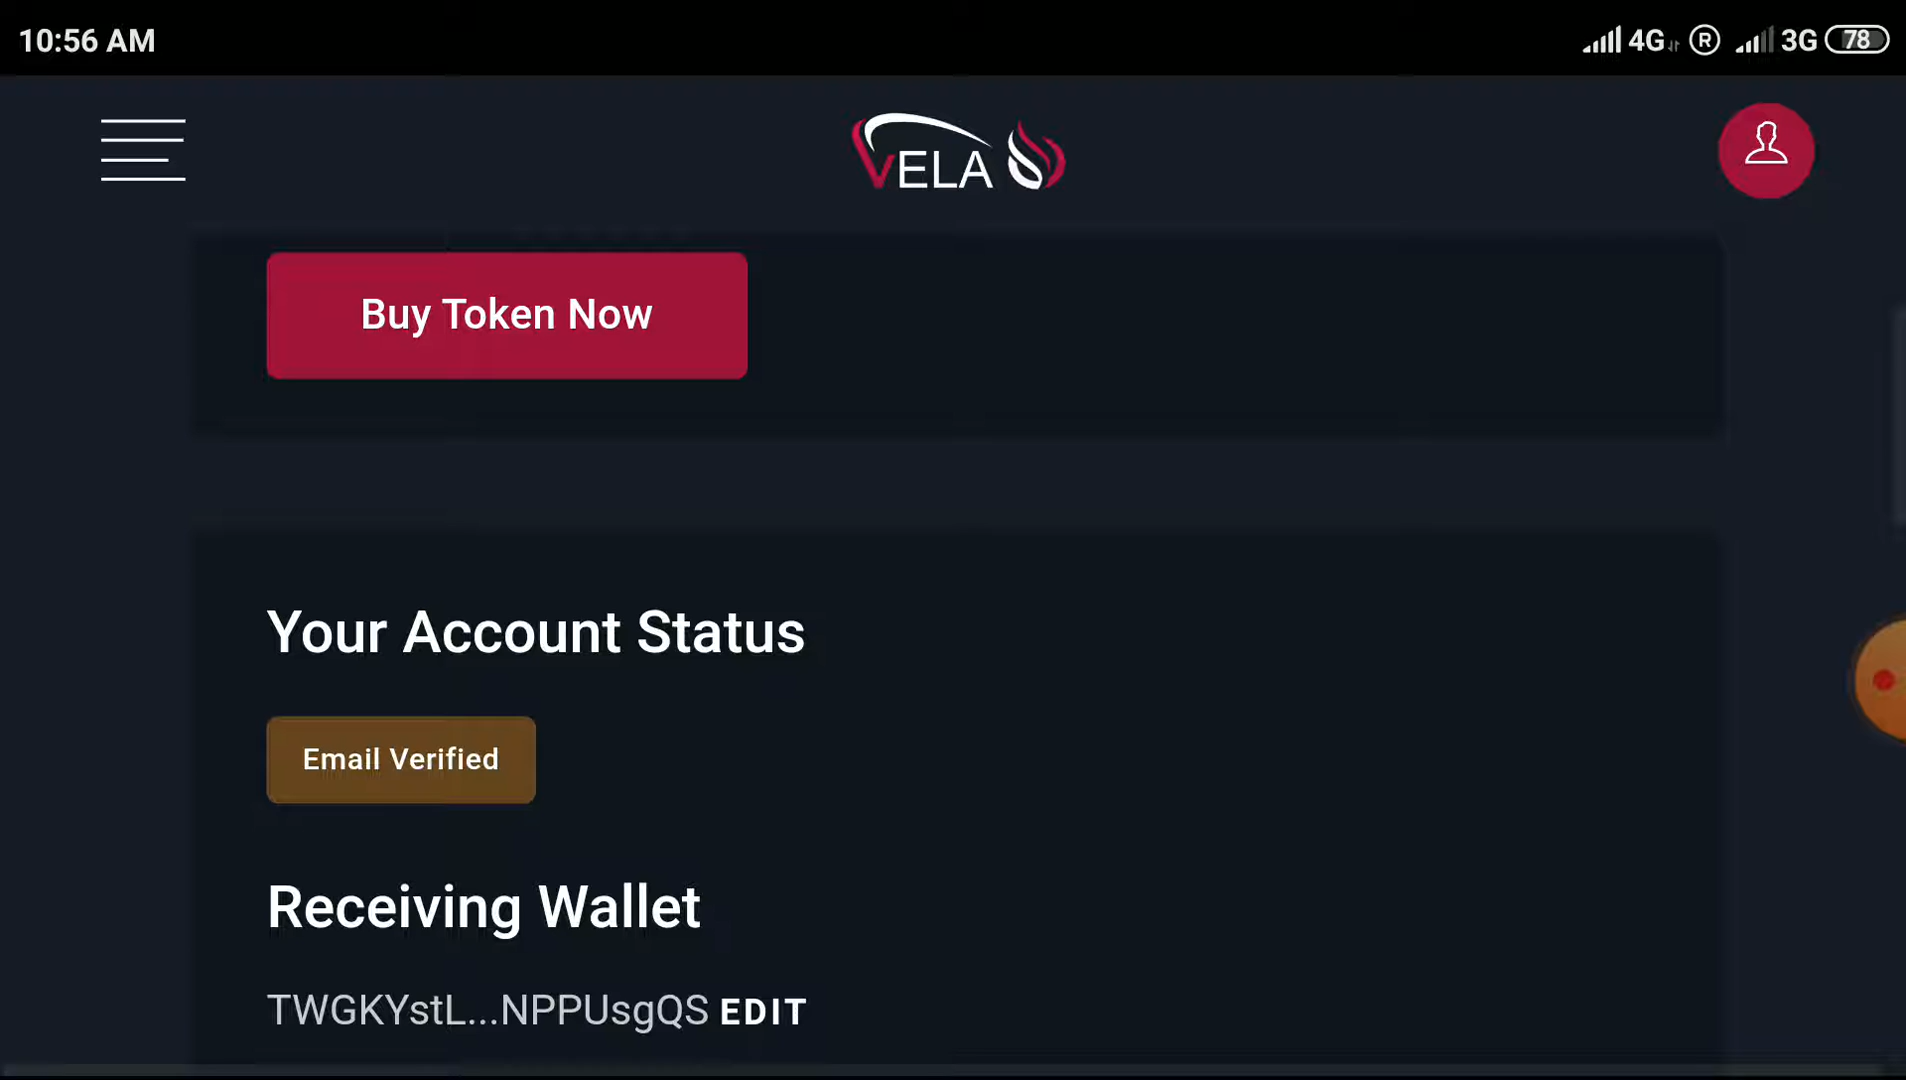 10:56 AM
4G R 3G 78
VELA
Buy Token Now
Your Account Status
Email Verified
Receiving Wallet
TWGKYstL...NPPUsgQS EDIT